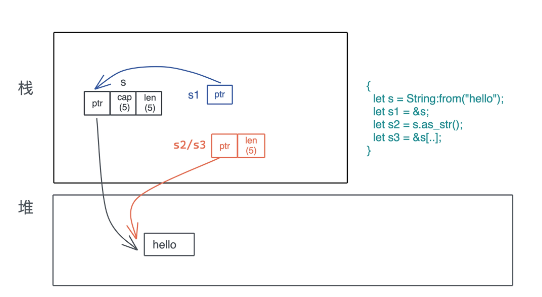 栈
s
ptr
cap
(5)
len
(5)
s1
ptr
s2/s3
ptr
len
(5)
{
let s = String:from("hello");
let s1 = &s;
let s2 = s.as_str();
let s3 = &s[..];
}
堆
hello